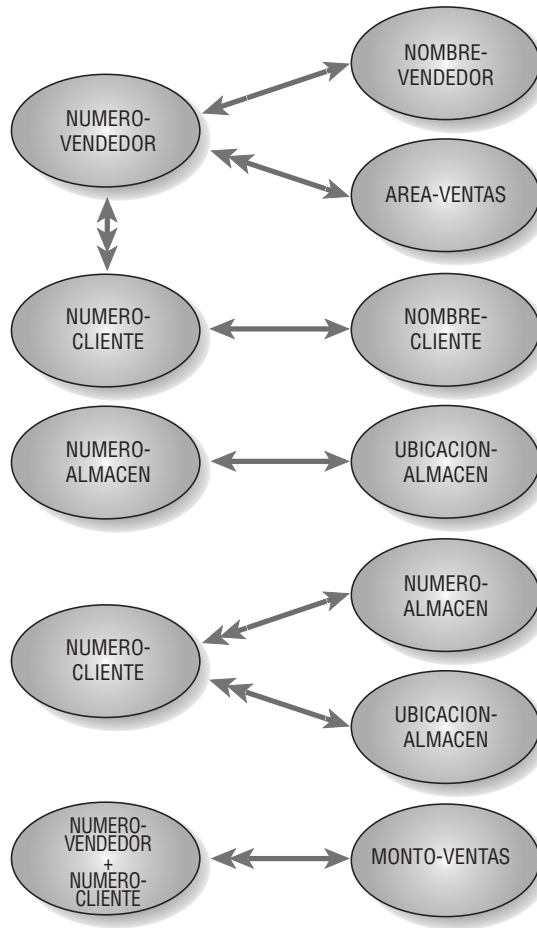 NUMERO-
VENDEDOR
NOMBRE-
VENDEDOR
AREA-VENTAS
NUMERO-
CLIENTE
NOMBRE-
CLIENTE
NUMERO-
ALMACEN
UBICACION-
ALMACEN
NUMERO-
CLIENTE
NUMERO-
ALMACEN
UBICACION-
ALMACEN
NUMERO-
VENDEDOR
+
NUMERO-
CLIENTE
MONTO-VENTAS